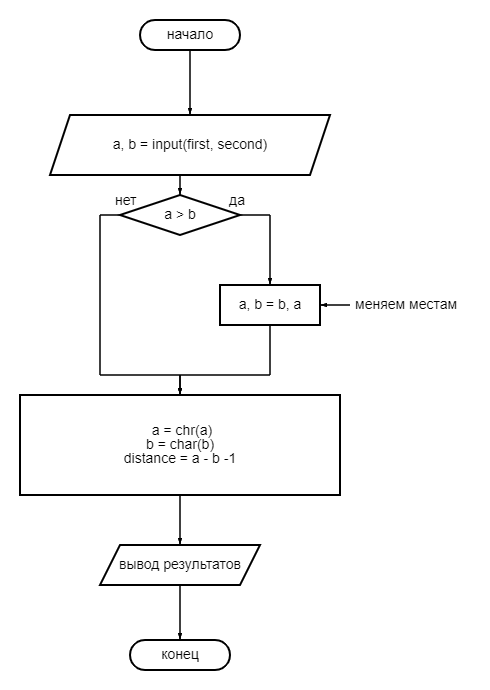 начало
a, b = input(first, second)
нет
да
a > b
a, b = b, a
меняем местам
a = chr(a)
b = char(b)
distance = a - b -1
вывод результатов
конец